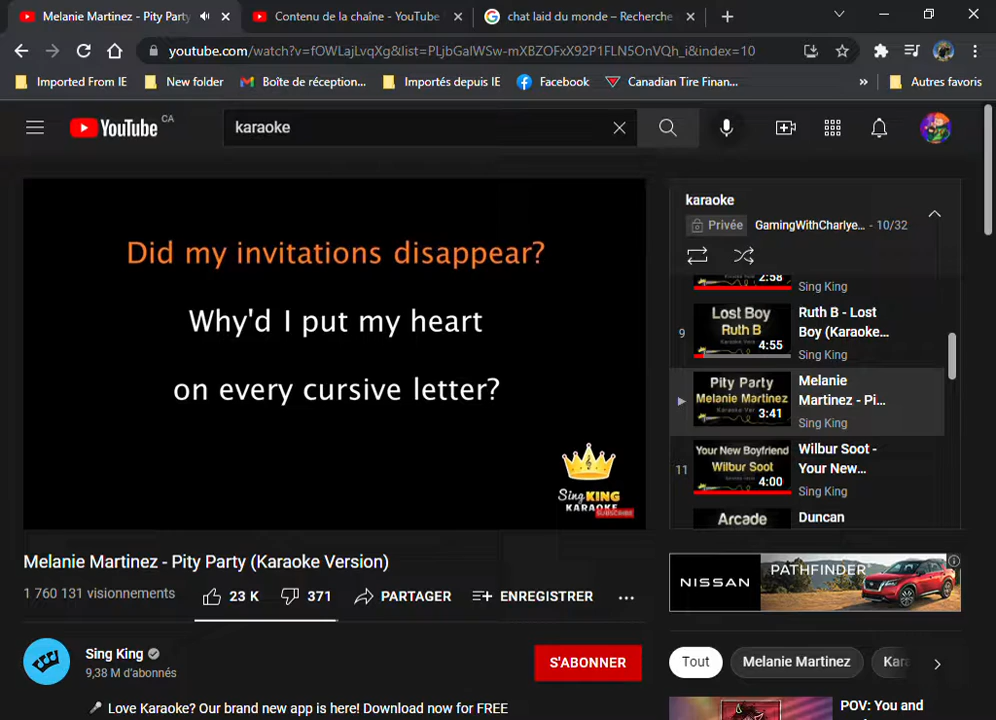 Melanie Martinez - Pity Party
Contenu de la chaîne - YouTube
chat laid du monde – Recherche
youtube.com/watch?v=fOWLajLvqXg&list=PLjbGalWSw-mXBZOFxX92P1FLN5OnVQh_i&index=10
Imported From IE
New folder
Boîte de réception...
Importés depuis IE
Facebook
Canadian Tire Finan...
»
Autres favoris
YouTube CA
karaoke
Did my invitations disappear?
Why'd I put my heart
on every cursive letter?
Sing KING
KARAOKE
SUBSCRIBE
karaoke
Privée
GamingWithCharlye... - 10/32
2:58
Sing King
9
Lost Boy
Ruth B
Karaoke Version
4:55
Ruth B - Lost
Boy (Karaoke...
Sing King
Pity Party
Melanie Martinez
3:41
Melanie
Martinez - Pi...
Sing King
11
Your New Boyfriend
Wilbur Soot
4:00
Wilbur Soot -
Your New...
Sing King
Arcade
Duncan
Melanie Martinez - Pity Party (Karaoke Version)
1 760 131 visionnements
23 K
371
PARTAGER
ENREGISTRER
...
NISSAN
PATHFINDER
Sing King
9,38 M d'abonnés
S'ABONNER
Tout
Melanie Martinez
Kara
Love Karaoke? Our brand new app is here! Download now for FREE
POV: You and